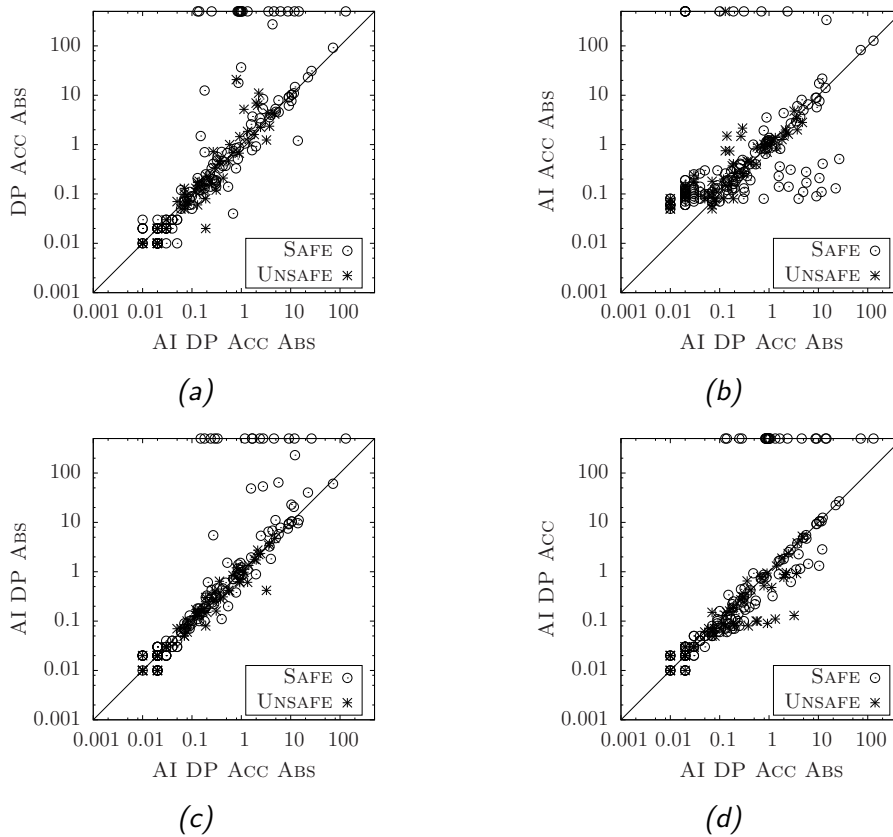 100
10
1
0.1
0.01
0.001
DP Acc Abs
Safe
Unsafe
0.001 0.01 0.1 1 10 100
AI DP Acc Abs
(a)
100
10
1
0.1
0.01
0.001
AI Acc Abs
Safe
Unsafe
0.001 0.01 0.1 1 10 100
AI DP Acc Abs
(b)
100
10
1
0.1
0.01
0.001
AI DP Abs
Safe
Unsafe
0.001 0.01 0.1 1 10 100
AI DP Acc Abs
(c)
100
10
1
0.1
0.01
0.001
AI DP Acc
Safe
Unsafe
0.001 0.01 0.1 1 10 100
AI DP Acc Abs
(d)